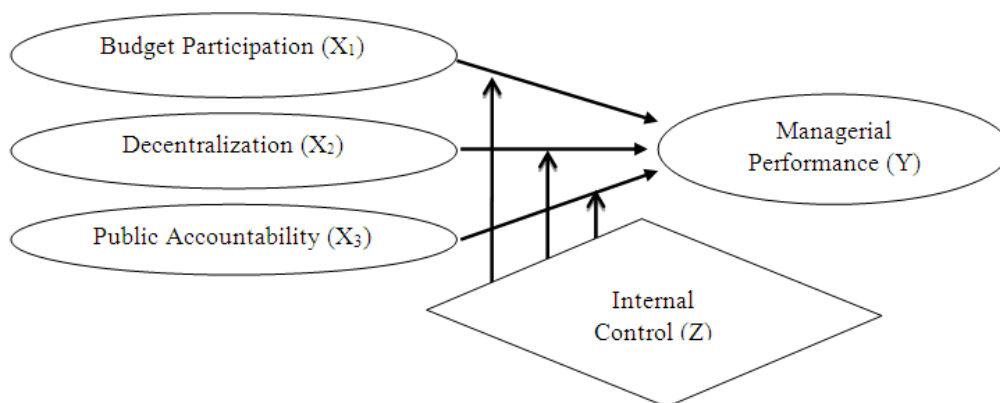 Budget Participation (X₁)
Decentralization (X₂)
Public Accountability (X₃)
Managerial
Performance (Y)
Internal
Control (Z)